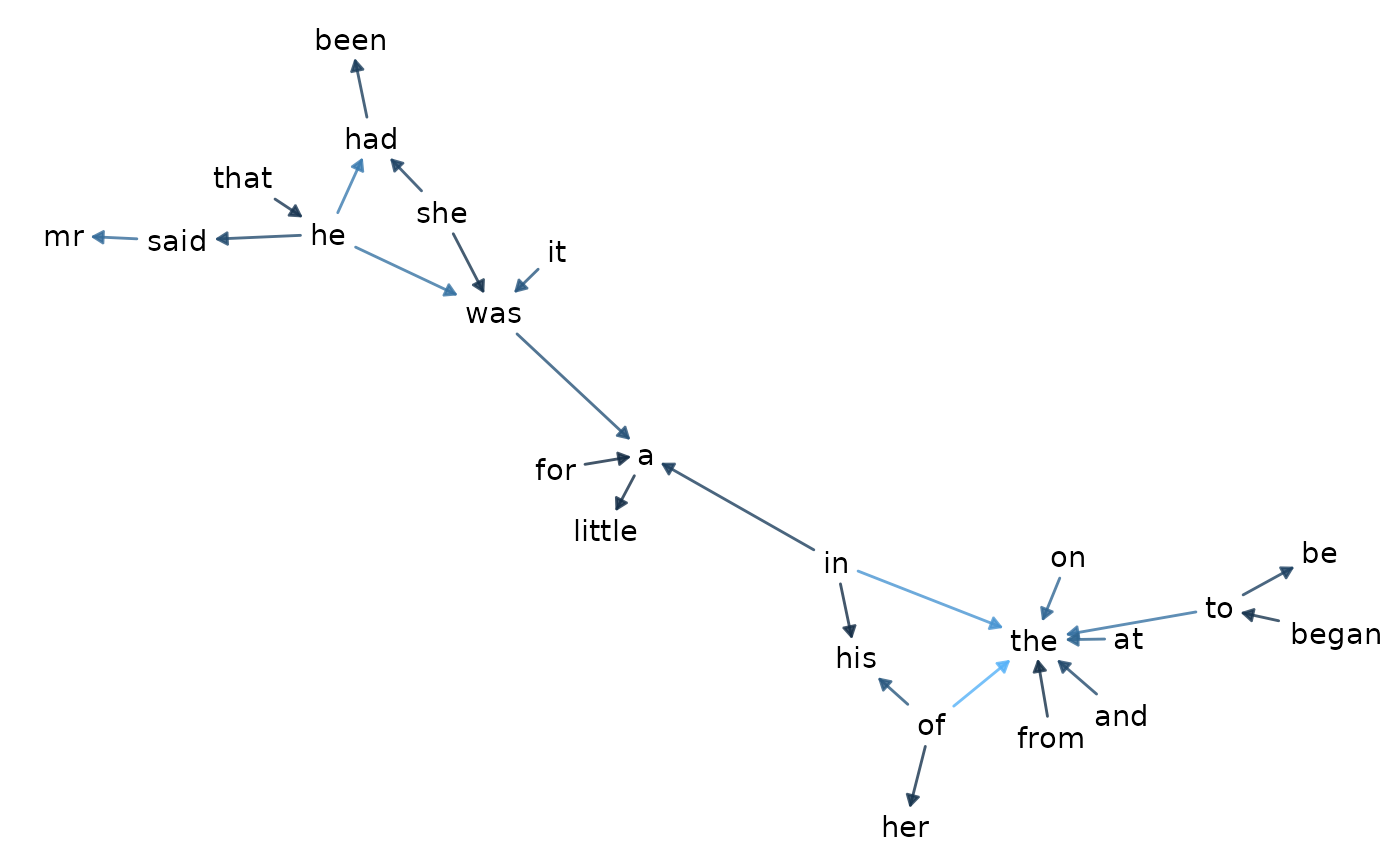 been
had
that
she
mr
said
he
it
was
for
a
little
in
on
be
to
the
at
began
his
of
and
from
her